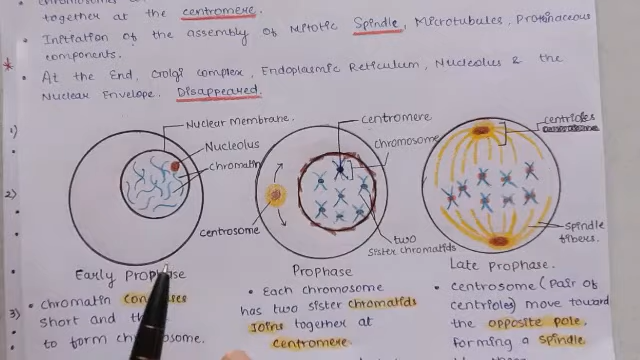 together at the centromere.
• Initiation of the assembly of Mitotic Spindle, Microtubules, Protinaceous components.
* • At the End, Golgi complex, Endoplasmic Reticulum, Nucleolus & the Nuclear Envelope. Disappeared.
1)
Nuclear membrane.
Nucleolus
chromatin
Early Prophase
centromere
chromosome
Centrosome
two sister chromatids
Prophase
centrioles
spindle fibers.
Late Prophase.
2)
3)
• chromatin
short and
to form chromosome.
• Each chromosome
has two sister chromatids
Joins together at
centromere.
• centrosome (pair of
centrioles) move toward
the opposite pole,
forming a spindle